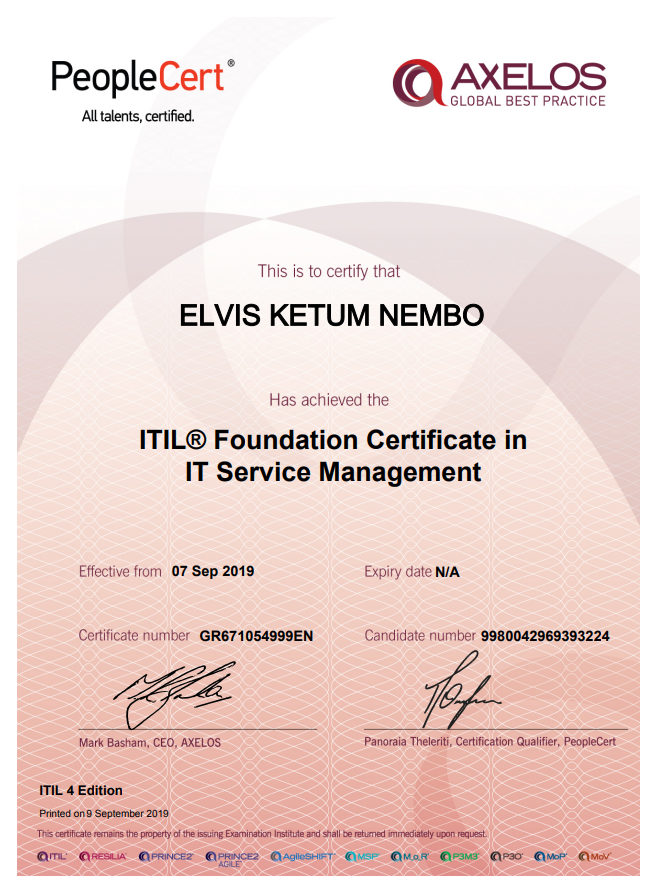 PeopleCert®
All talents, certified.
AXELOS
GLOBAL BEST PRACTICE
This is to certify that
ELVIS KETUM NEMBO
Has achieved the
ITIL® Foundation Certificate in
IT Service Management
Effective from 07 Sep 2019
Expiry date N/A
Certificate number GR671054999EN
Candidate number 9980042969393224
Mark Basham, CEO, AXELOS
Panoraia Theleriti, Certification Qualifier, PeopleCert
ITIL 4 Edition
Printed on 9 September 2019
This certificate remains the property of the issuing Examination Institute and shall be returned immediately upon request.
ITIL® RESILIA® PRINCE2® PRINCE2 AGILE® AgileSHIFT® MSP® M_o_R® P3M3® P3O® MoP® MoV®